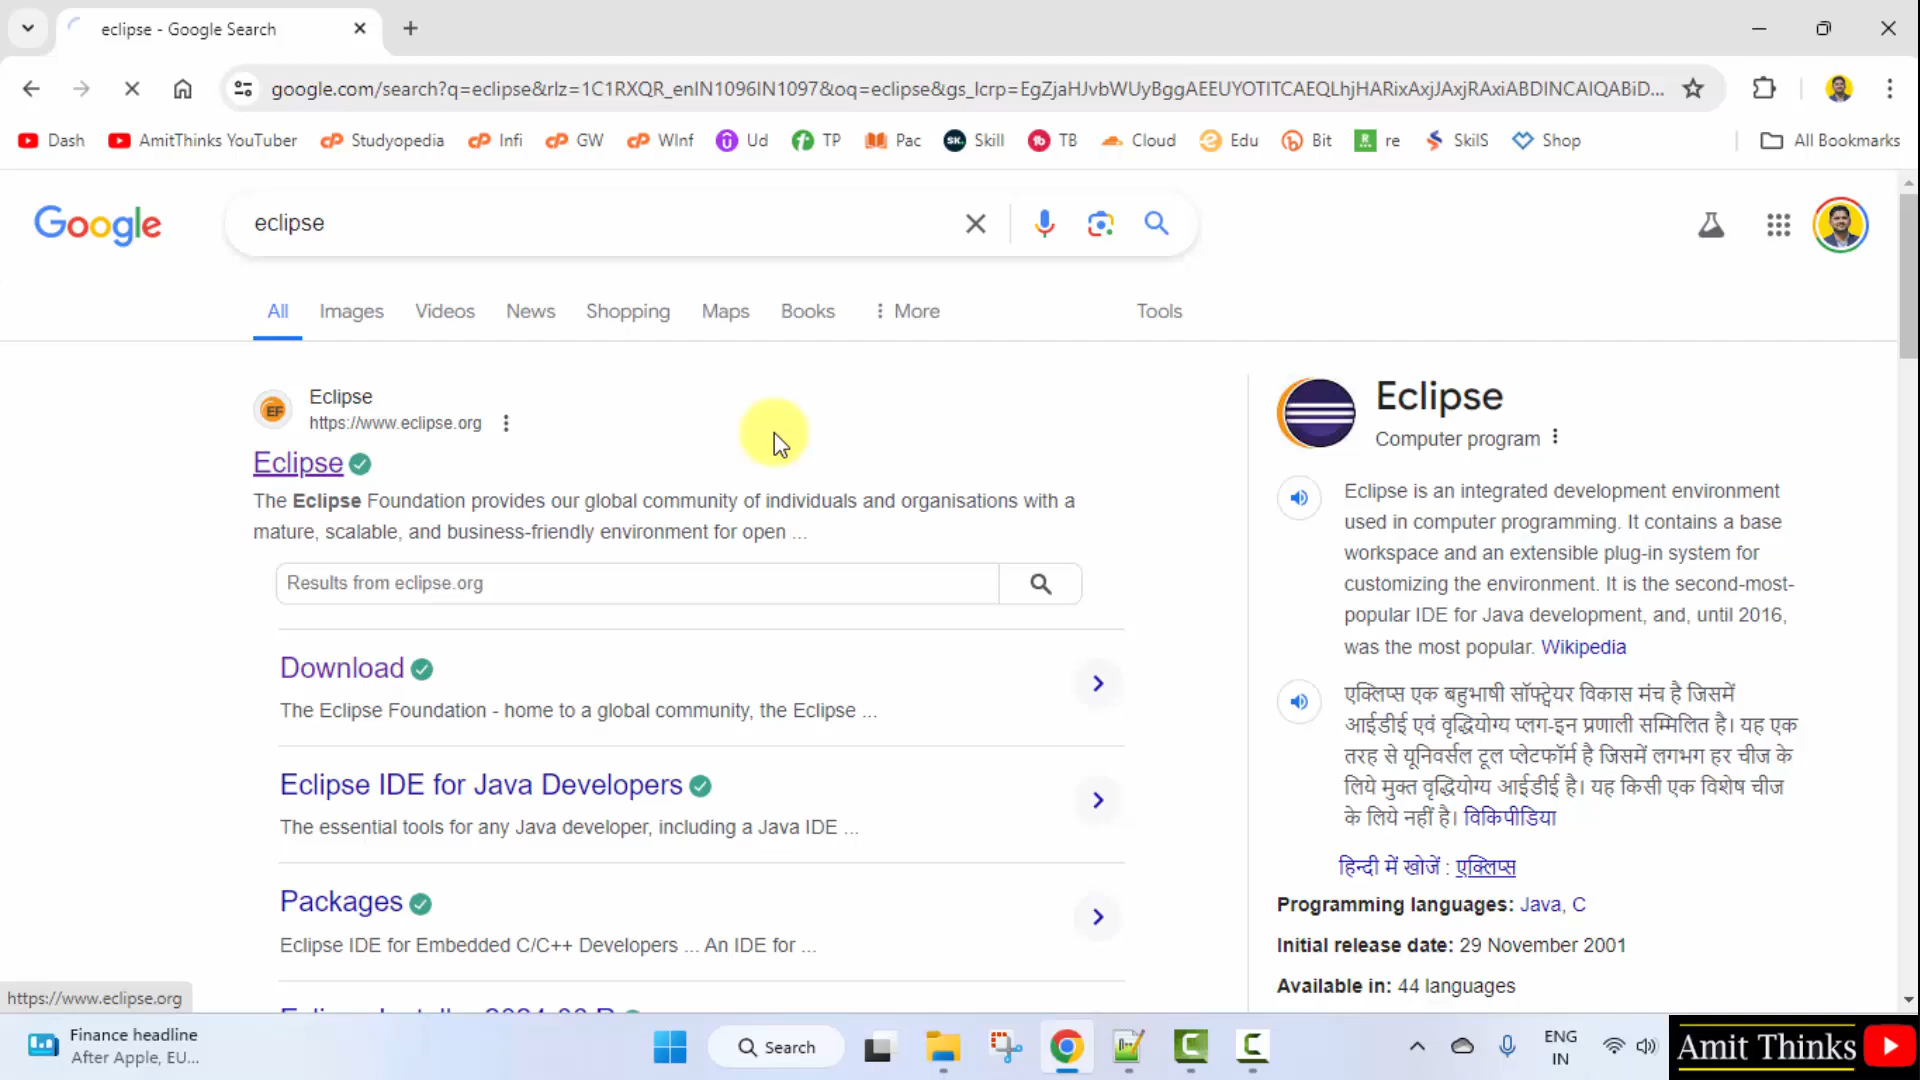 eclipse - Google Search
google.com/search?q=eclipse&rlz=1C1RXQR_enIN1096IN1097&oq=eclipse&gs_lcrp=EgZjaHJvbWUyBggAEEUYOTITCAEQLhjHARixAxjJAxjRAxiABDINCAIQABiD...
Dash AmitThinks YouTuber Studyopedia Infi GW WInf Ud TP Pac Skill TB Cloud Edu Bit re SkilS Shop All Bookmarks
Google
eclipse
All Images Videos News Shopping Maps Books More Tools
Eclipse
https://www.eclipse.org
Eclipse
The Eclipse Foundation provides our global community of individuals and organisations with a
mature, scalable, and business-friendly environment for open ...
Results from eclipse.org
Download
The Eclipse Foundation - home to a global community, the Eclipse ...
Eclipse IDE for Java Developers
The essential tools for any Java developer, including a Java IDE ...
Packages
Eclipse IDE for Embedded C/C++ Developers ... An IDE for ...
Eclipse
Computer program
Eclipse is an integrated development environment
used in computer programming. It contains a base
workspace and an extensible plug-in system for
customizing the environment. It is the second-most-
popular IDE for Java development, and, until 2016,
was the most popular. Wikipedia
एक्लिप्स एक बहुभाषी सॉफ्ट्वेयर विकास मंच है जिसमें
आईडीई एवं वृद्धियोग्य प्लग-इन प्रणाली सम्मिलित है। यह एक
तरह से यूनिवर्सल टूल प्लेटफॉर्म है जिसमें लगभग हर चीज के
लिये मुक्त वृद्धियोग्य आईडीई है। यह किसी एक विशेष चीज
के लिये नहीं है। विकिपीडिया
हिन्दी में खोजें : एक्लिप्स
Programming languages: Java, C
Initial release date: 29 November 2001
Available in: 44 languages
https://www.eclipse.org
Finance headline
After Apple, EU...
Search
ENG
IN
Amit Thinks